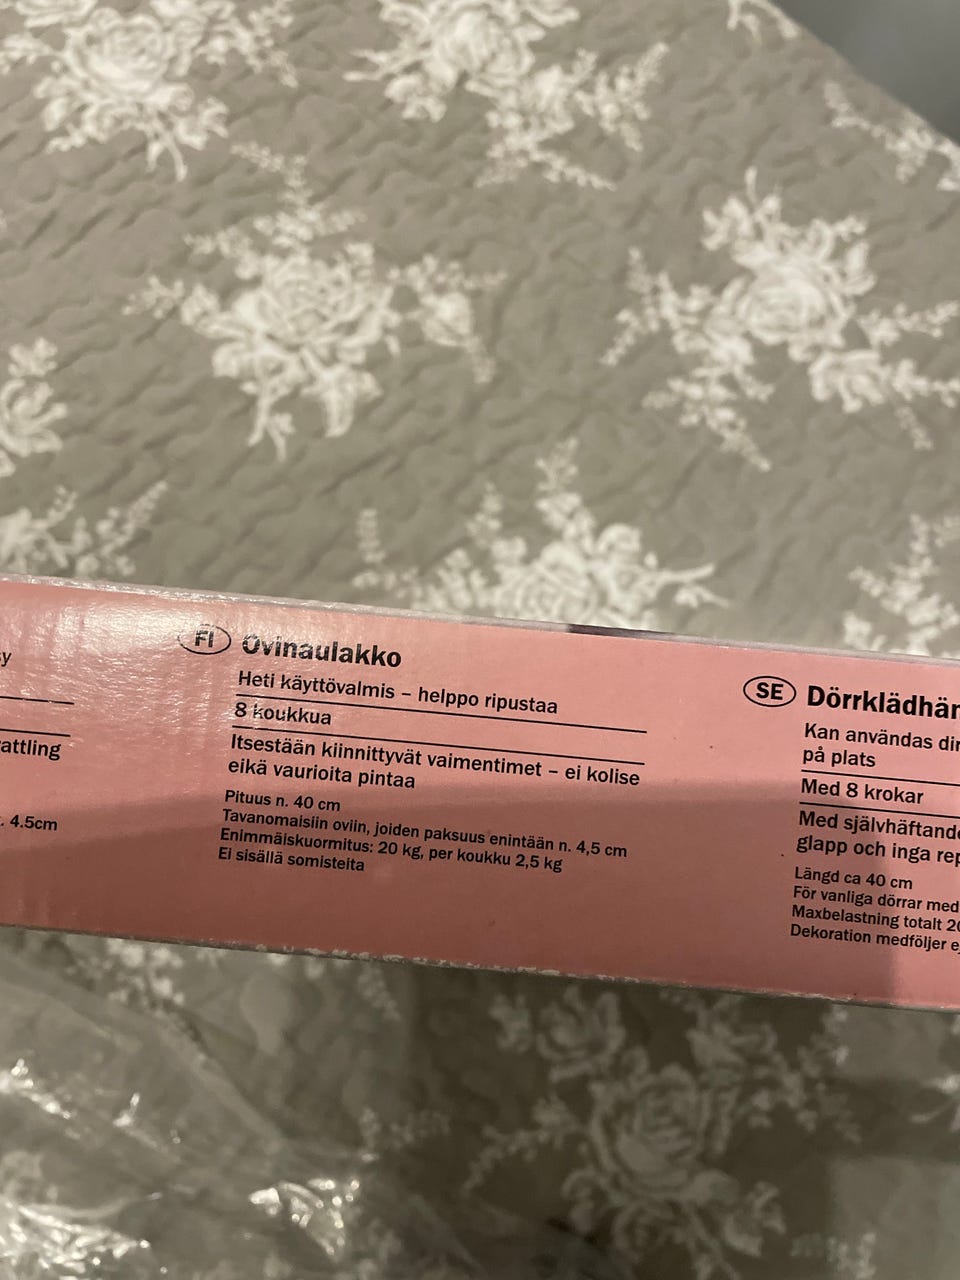 attling
. 4.5cm
FI Ovinaulakko
Heti käyttövalmis – helppo ripustaa
8 koukkua
Itsestään kiinnittyvät vaimentimet – ei kolise
eikä vaurioita pintaa
Pituus n. 40 cm
Tavanomaisiin oviin, joiden paksuus enintään n. 4,5 cm
Enimmäiskuormitus: 20 kg, per koukku 2,5 kg
Ei sisällä somisteita
SE Dörrklädhän
Kan användas dir
på plats
Med 8 krokar
Med självhäftande
glapp och inga rep
Längd ca 40 cm
För vanliga dörrar med
Maxbelastning totalt 20
Dekoration medföljer e